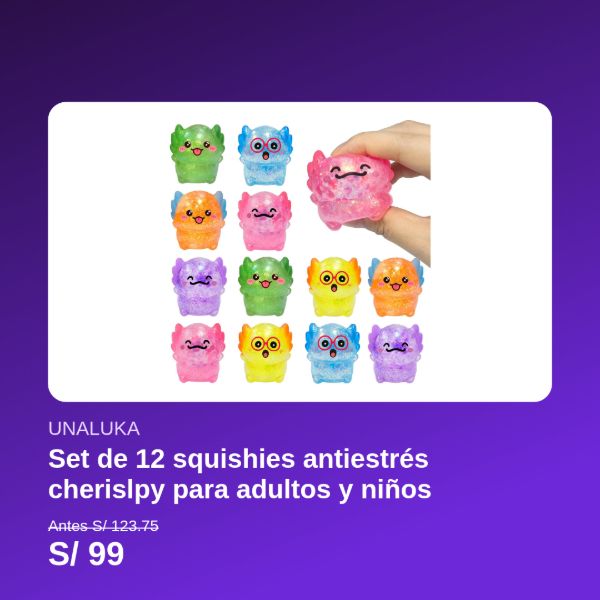 UNALUKA
Set de 12 squishies antiestrés
cherislpy para adultos y niños
Antes S/ 123.75
S/ 99